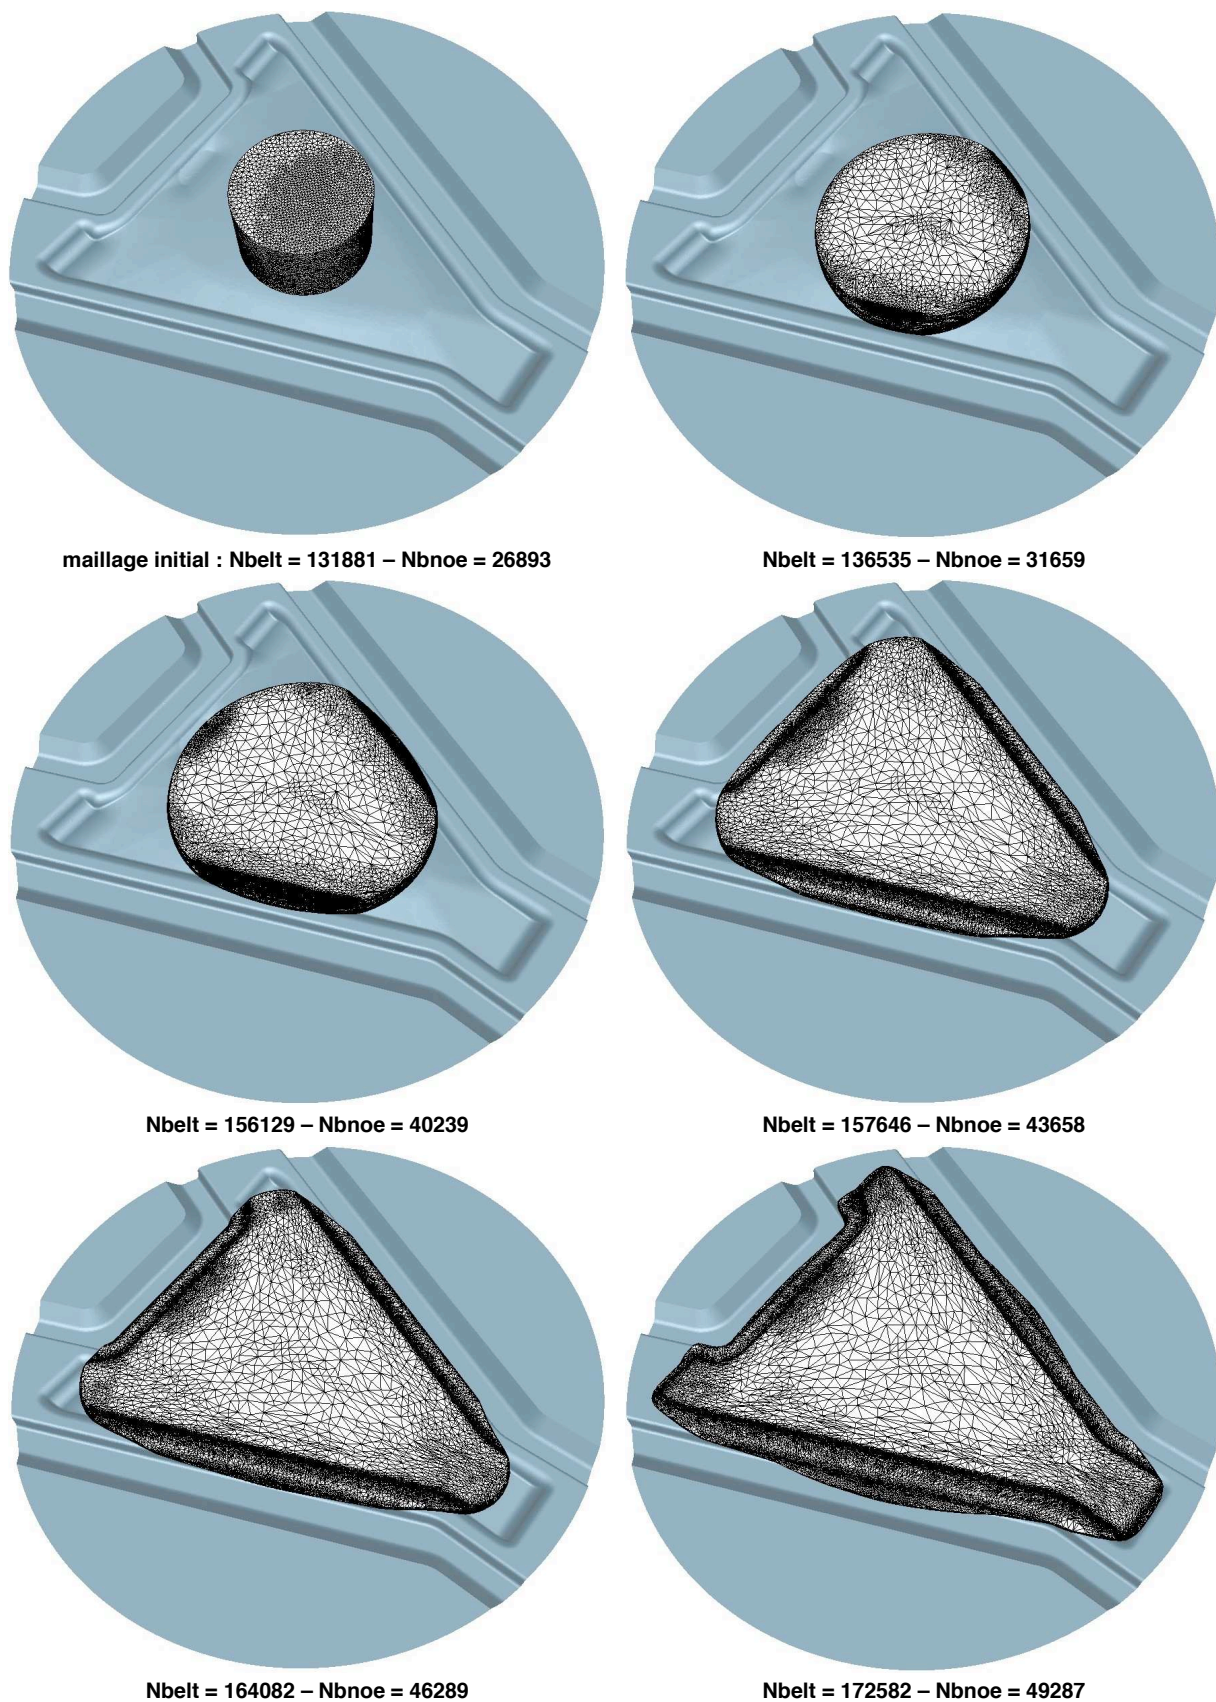 maillage initial : Nbelt = 131881 – Nbnoe = 26893
Nbelt = 136535 – Nbnoe = 31659
Nbelt = 156129 – Nbnoe = 40239
Nbelt = 157646 – Nbnoe = 43658
Nbelt = 164082 – Nbnoe = 46289
Nbelt = 172582 – Nbnoe = 49287